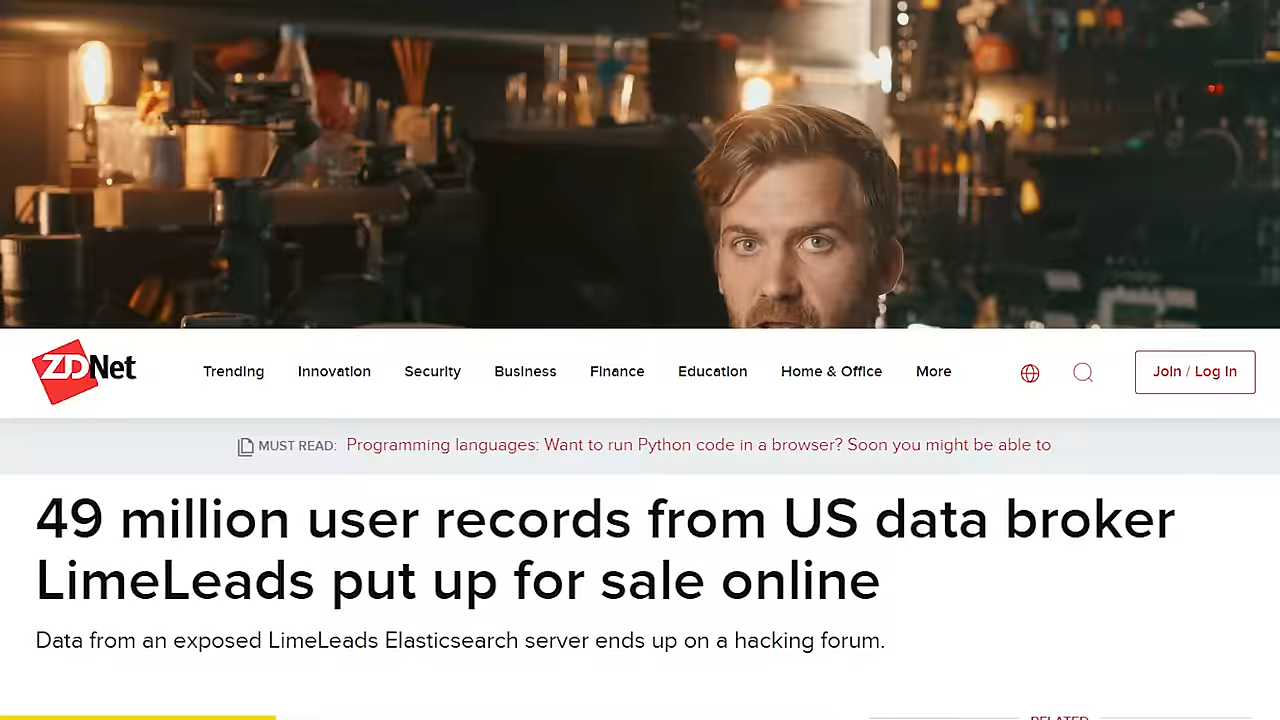 ZDNet
Trending Innovation Security Business Finance Education Home & Office More Join / Log In
MUST READ: Programming languages: Want to run Python code in a browser? Soon you might be able to
49 million user records from US data broker
LimeLeads put up for sale online
Data from an exposed LimeLeads Elasticsearch server ends up on a hacking forum.
RELATED